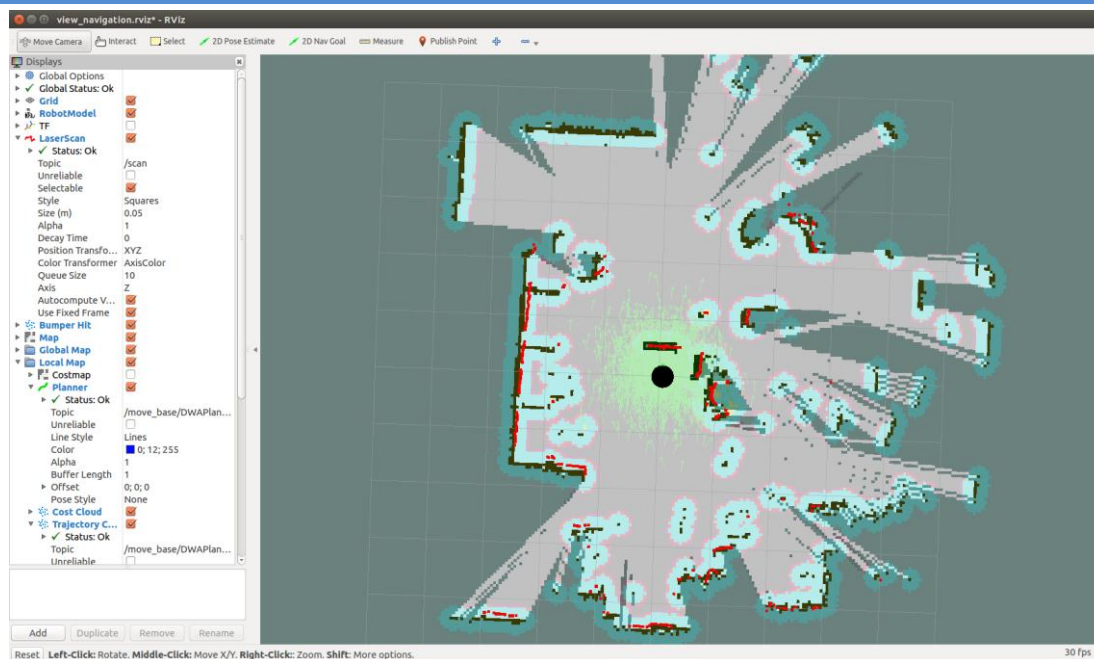 view_navigation.rviz* - RViz
Move Camera Interact Select 2D Pose Estimate 2D Nav Goal Measure Publish Point
Displays
Global Options
Global Status: Ok
Grid
RobotModel
TF
LaserScan
Status: Ok
Topic /scan
Unreliable
Selectable
Style Squares
Size (m) 0.05
Alpha 1
Decay Time 0
Position Transfo... XYZ
Color Transformer AxisColor
Queue Size 10
Axis Z
Autocompute V...
Use Fixed Frame
Bumper Hit
Map
Global Map
Local Map
Costmap
Planner
Status: Ok
Topic /move_base/DWAPlan...
Unreliable
Line Style Lines
Color 0; 12; 255
Alpha 1
Buffer Length 1
Offset 0; 0; 0
Pose Style None
Cost Cloud
Trajectory C...
Status: Ok
Topic /move_base/DWAPlan...
Unreliable
Add Duplicate Remove Rename
Reset Left-Click: Rotate. Middle-Click: Move X/Y. Right-Click:: Zoom. Shift: More options. 30 fps